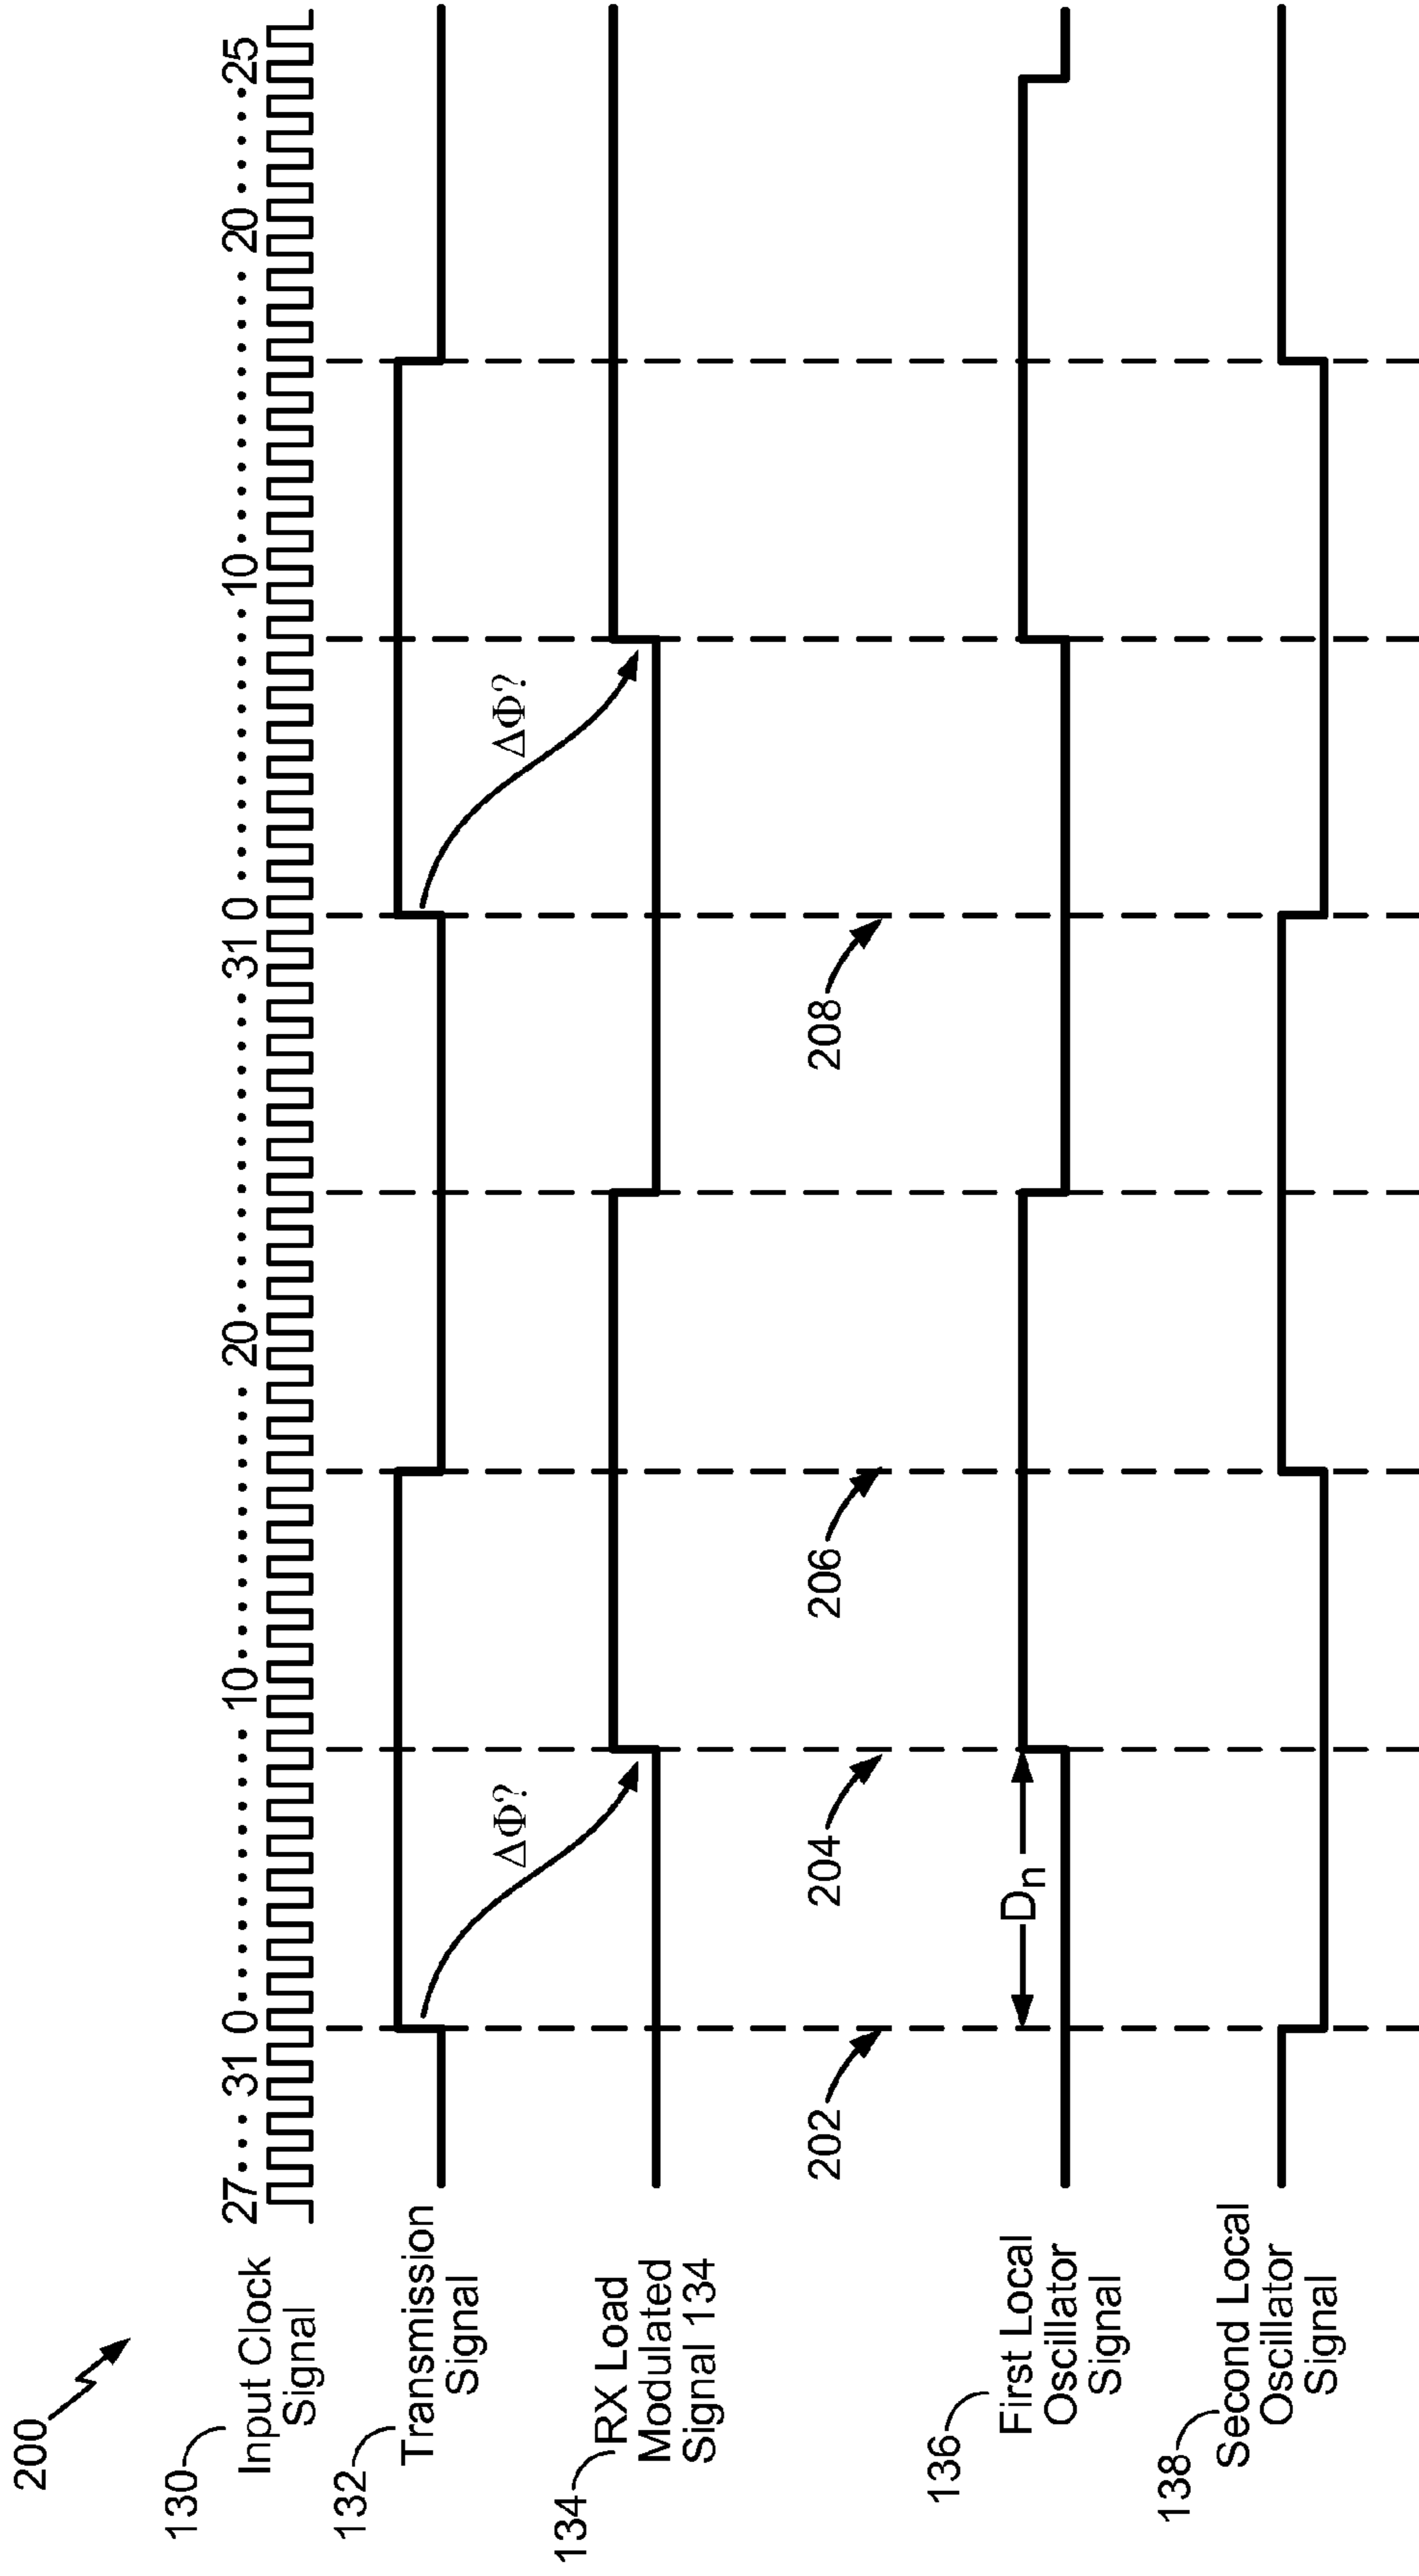 200
130
Input Clock
Signal
27···31 0······10·········20·····31 0······10·········20····25
132
Transmission
Signal
ΔΦ?
ΔΦ?
134
RX Load
Modulated
Signal 134
202
204
206
208
136
First Local
Oscillator
Signal
Dn
138
Second Local
Oscillator
Signal